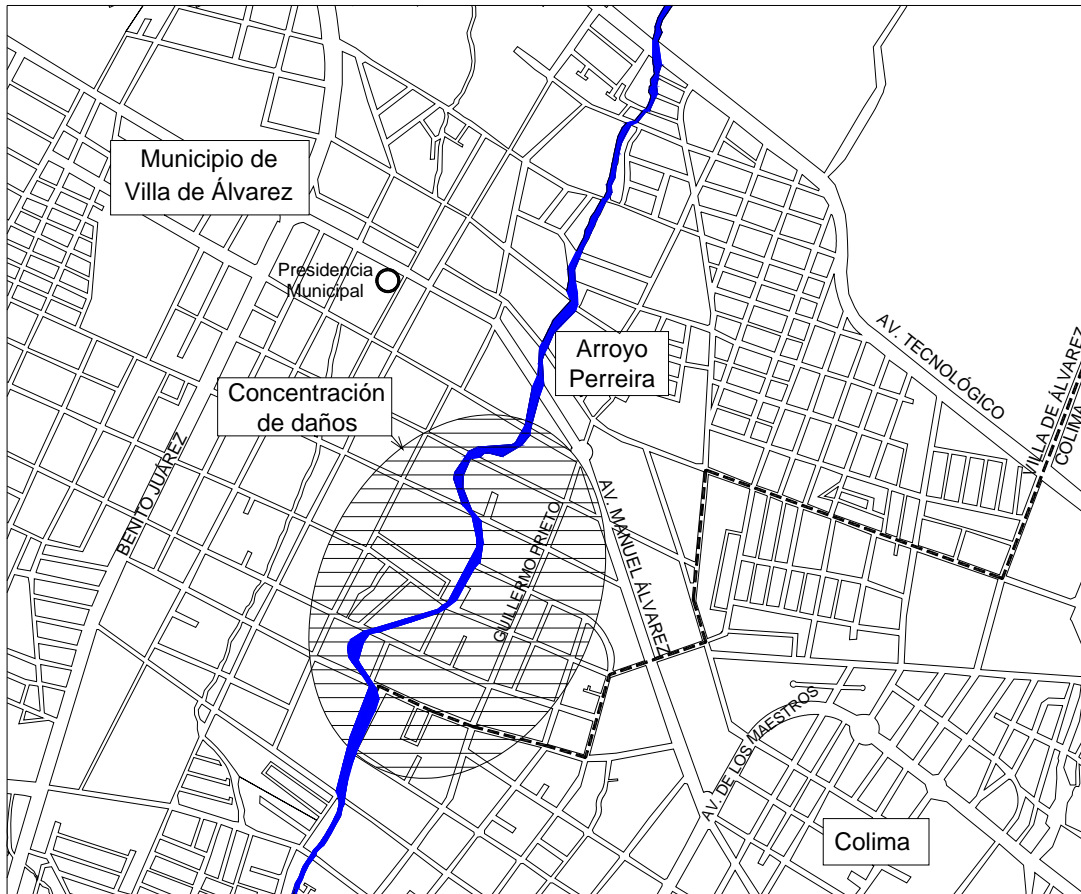 Municipio de
Villa de Álvarez
Presidencia
Municipal
Arroyo
Perreira
AV. TECNOLÓGICO
VILLA DE ÁLVAREZ
COLIMA
Concentración
de daños
BENITO JUÁREZ
GUILLERMO PRIETO
AV. MANUEL ÁLVAREZ
AV. DE LOS MAESTROS
Colima